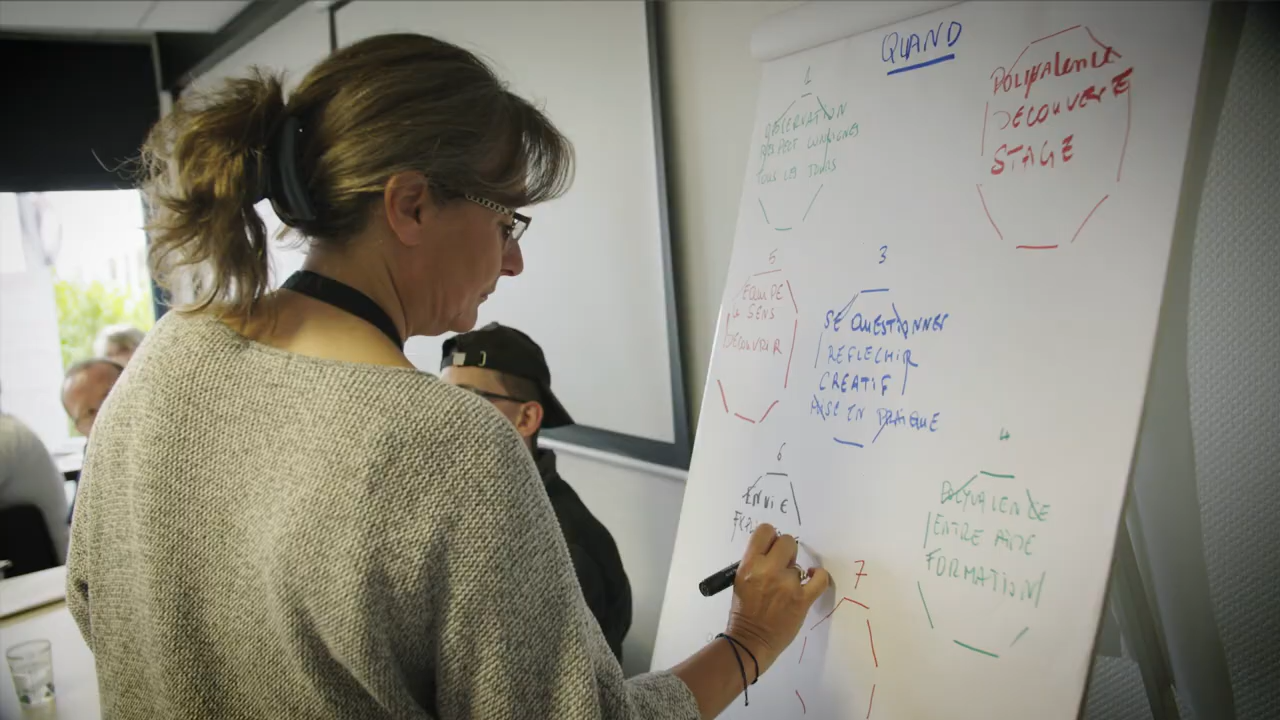 QUAND
1
OBSERVATION
RESPECT CONSIGNES
TOUS LES JOURS
POLYVALENCE
DECOUVERTE
STAGE
5
EQUIPE
SENS
DECOUVRIR
3
SE QUESTIONNER
REFLECHIR
CREATIF
MISE EN PRATIQUE
6
ENVIE
4
POLYVALENCE
ENTRE AIDE
FORMATION
7